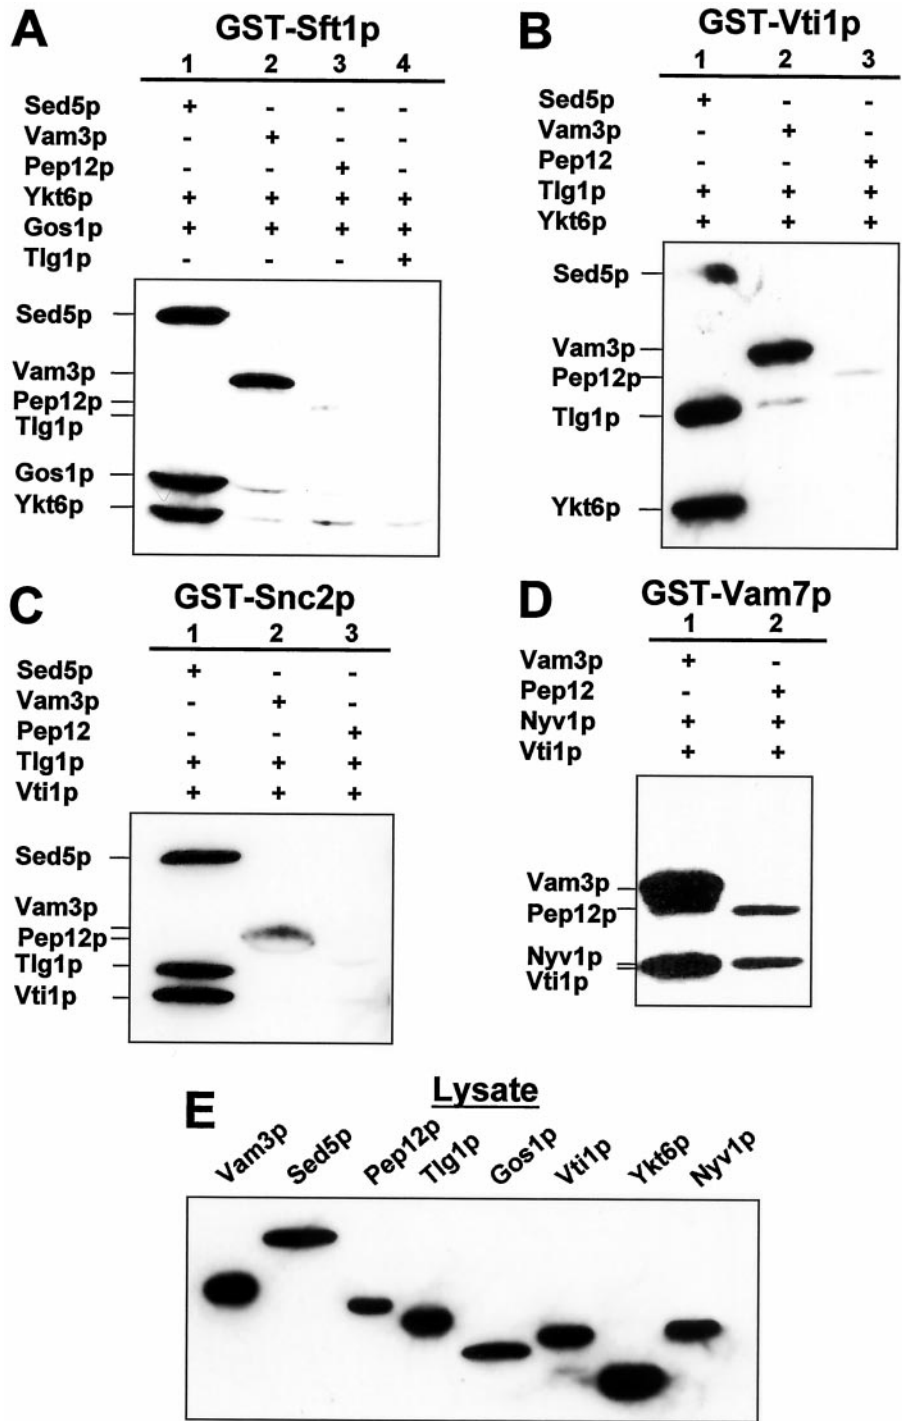 A
GST-Sft1p
1 2 3 4
Sed5p + - - -
Vam3p - + - -
Pep12p - - + -
Ykt6p + + + +
Gos1p + + + +
Tlg1p - - - +
Sed5p
Vam3p
Pep12p
Tlg1p
Gos1p
Ykt6p
B
GST-Vti1p
1 2 3
Sed5p + - -
Vam3p - + -
Pep12 - - +
Tlg1p + + +
Ykt6p + + +
Sed5p
Vam3p
Pep12p
Tlg1p
Ykt6p
C
GST-Snc2p
1 2 3
Sed5p + - -
Vam3p - + -
Pep12 - - +
Tlg1p + + +
Vti1p + + +
Sed5p
Vam3p
Pep12p
Tlg1p
Vti1p
D
GST-Vam7p
1 2
Vam3p + -
Pep12 - +
Nyv1p + +
Vti1p + +
Vam3p
Pep12p
Nyv1p
Vti1p
E
Lysate
Vam3p Sed5p Pep12p Tlg1p Gos1p Vti1p Ykt6p Nyv1p